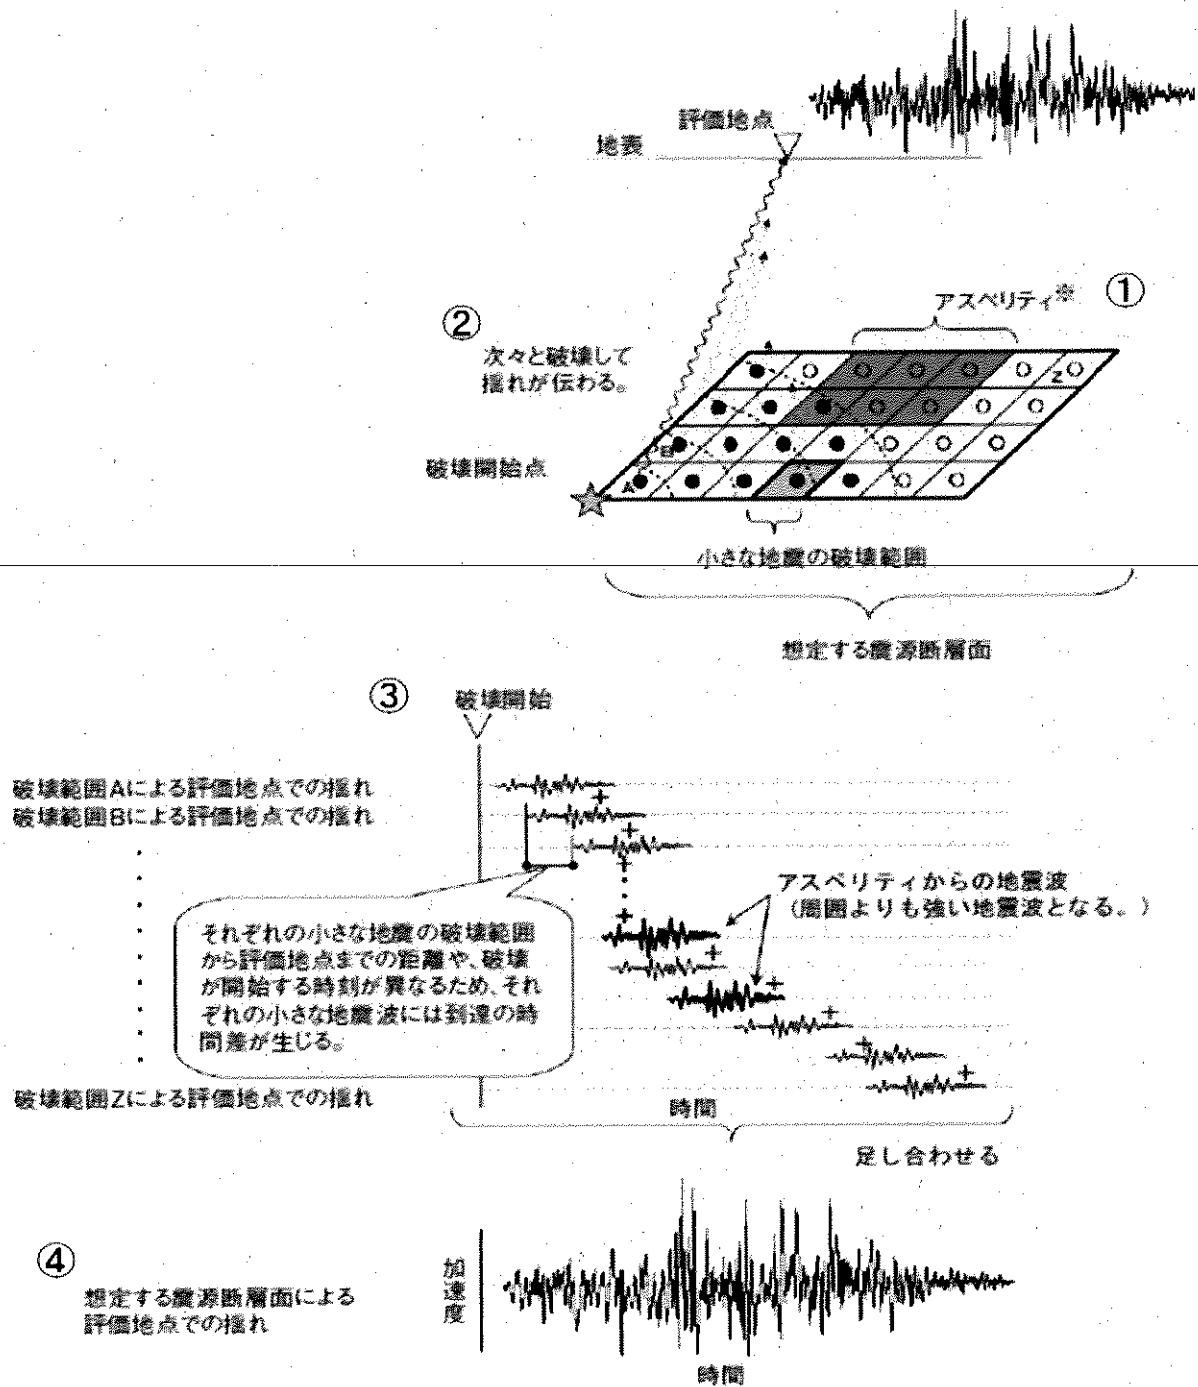 評価地点
地表
①
アスペリティ※
②
次々と破壊して
揺れが伝わる。
Z
B
破壊開始点
A
小さな地震の破壊範囲
想定する震源断層面
③
破壊開始
破壊範囲Aによる評価地点での揺れ
+
破壊範囲Bによる評価地点での揺れ
+
+
アスペリティからの地震波
(周囲よりも強い地震波となる。)
+
それぞれの小さな地震の破壊範囲
から評価地点までの距離や、破壊
が開始する時刻が異なるため、それ
ぞれの小さな地震波には到達の時
間差が生じる。
+
+
+
+
+
破壊範囲Zによる評価地点での揺れ
時間
足し合わせる
④
想定する震源断層面による
評価地点での揺れ
加速度
時間